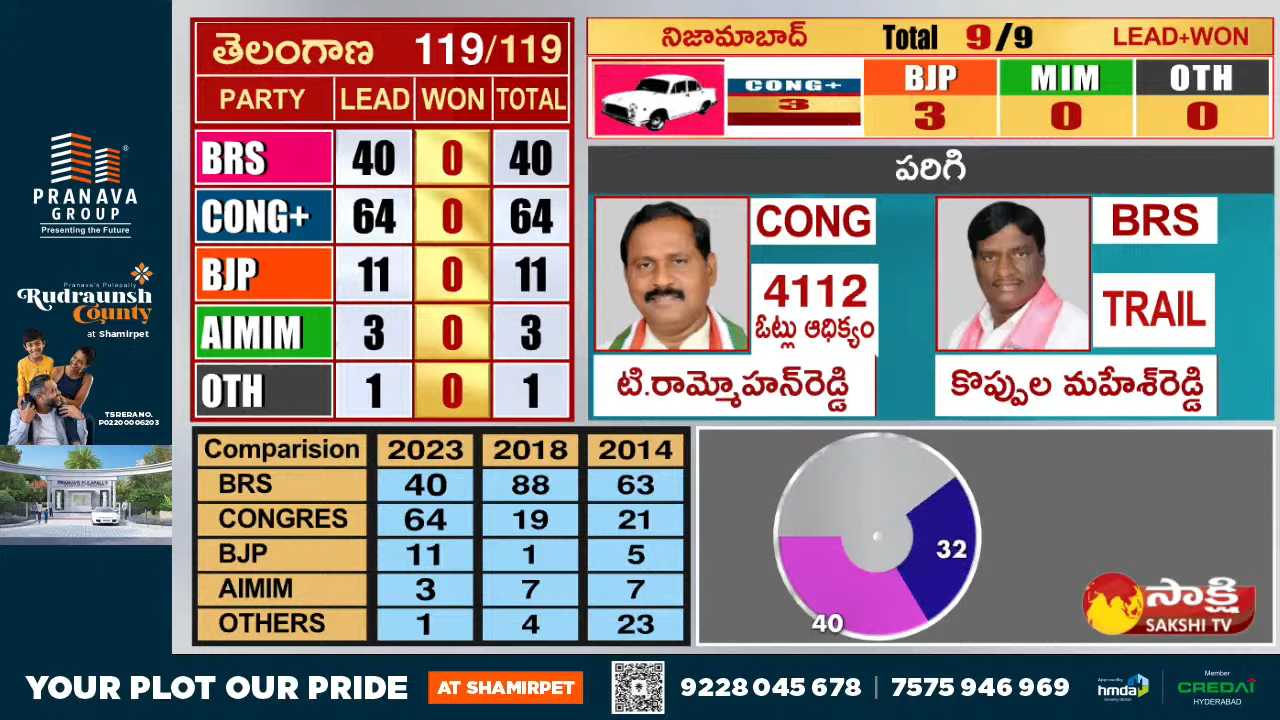 PRANAVA
GROUP
Presenting the Future
Pranava's Pulapally
Rudraunsh
County
at Shamirpet
TSRERA NO.
P02200006203
తెలంగాణ 119/119
PARTY LEAD WON TOTAL
BRS 40 0 40
CONG+ 64 0 64
BJP 11 0 11
AIMIM 3 0 3
OTH 1 0 1
నిజామాబాద్ Total 9/9 LEAD+WON
CONG+ BJP MIM OTH
3 3 0 0
పరిగి
CONG BRS
4112 TRAIL
ఓట్లు ఆధిక్యం
టి.రామ్మోహన్‌రెడ్డి కొప్పుల మహేశ్‌రెడ్డి
Comparision 2023 2018 2014
BRS 40 88 63
CONGRES 64 19 21
BJP 11 1 5
AIMIM 3 7 7
OTHERS 1 4 23
32
40
సాక్షి
SAKSHI TV
YOUR PLOT OUR PRIDE AT SHAMIRPET 9228 045 678 | 7575 946 969
Approved by
hmda
Member
CREDAI
HYDERABAD